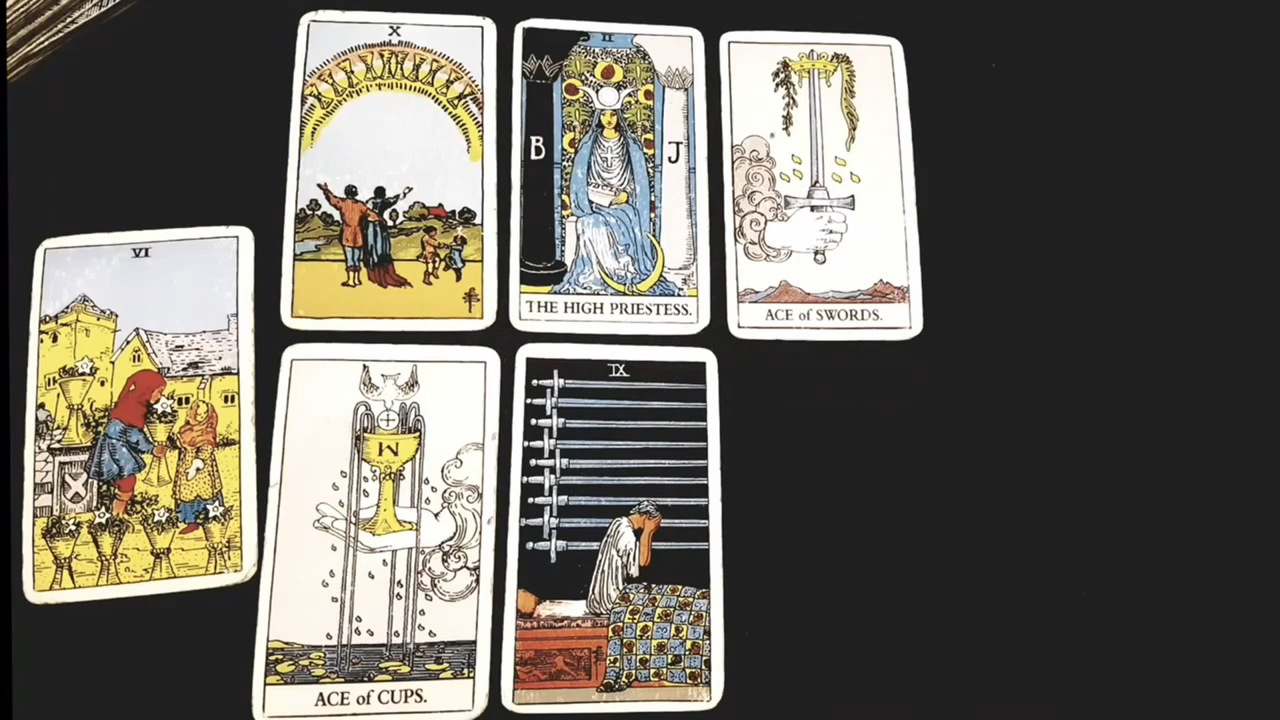 X
II
B
J
THE HIGH PRIESTESS.
ACE of SWORDS.
VI
ACE of CUPS.
IX